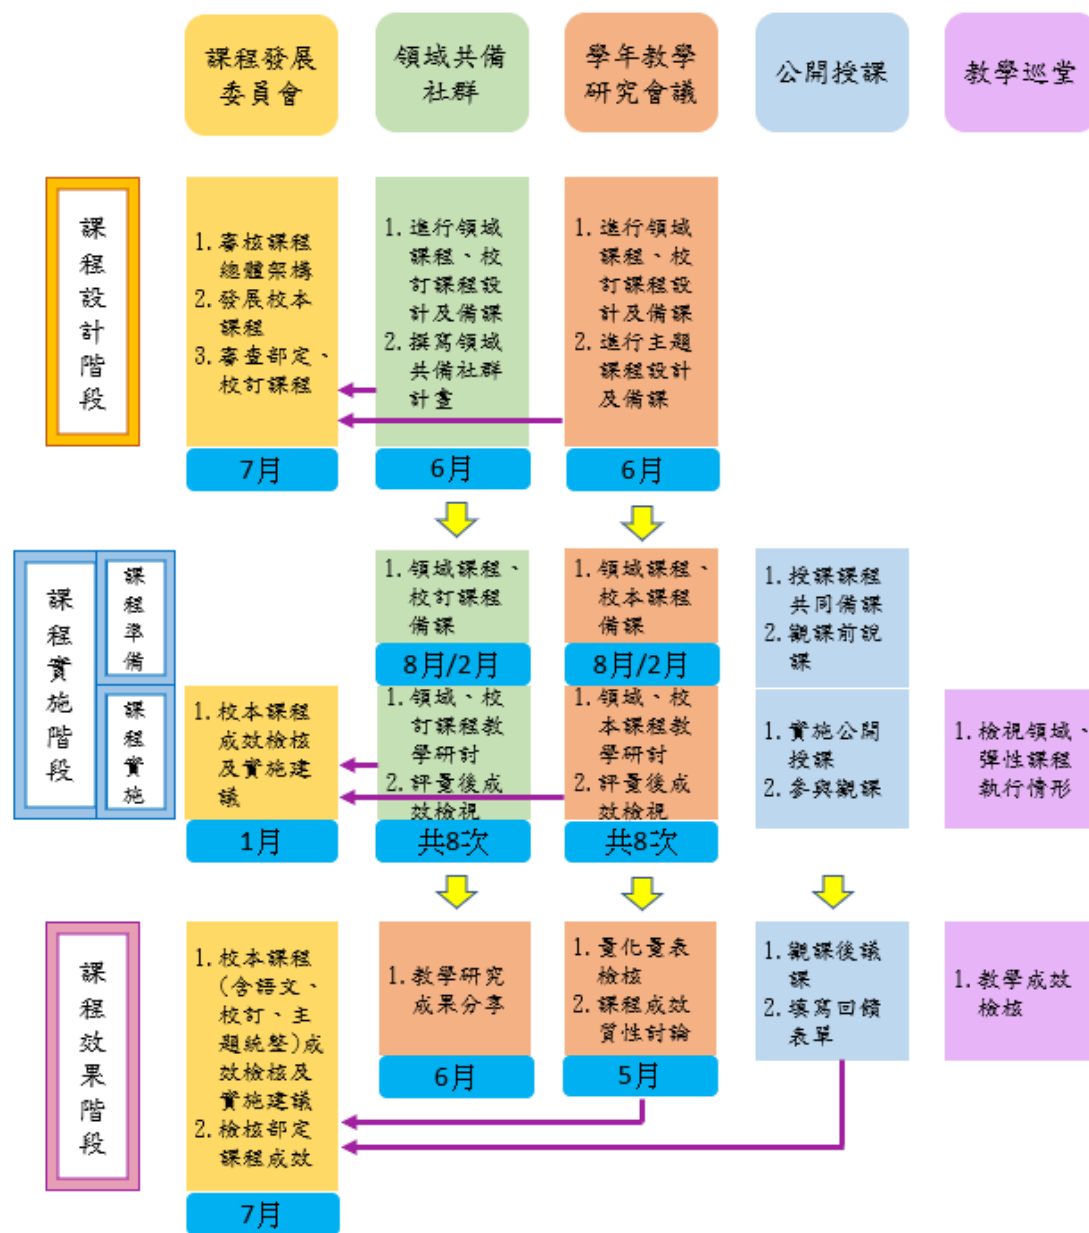 課程發展
委員會
領域共備
社群
學年教學
研究會議
公開授課
教學巡堂
課程設計階段
1. 審核課程
總體架構
2. 發展校本
課程
3. 審查部定、
校訂課程
7月
1. 進行領域
課程、校
訂課程設
計及備課
2. 撰寫領域
共備社群
計畫
6月
1. 進行領域
課程、校
訂課程設
計及備課
2. 進行主題
課程設計
及備課
6月
課程實施階段
課程準備
1. 領域課程、
校訂課程
備課
8月/2月
1. 領域課程、
校本課程
備課
8月/2月
1. 授課課程
共同備課
2. 觀課前說
課
課程實施
1. 校本課程
成效檢核
及實施建
議
1月
1. 領域、校
訂課程教
學研討
2. 評量後成
效檢視
共8次
1. 領域、校
本課程教
學研討
2. 評量後成
效檢視
共8次
1. 實施公開
授課
2. 參與觀課
1. 檢視領域、
彈性課程
執行情形
課程效果階段
1. 校本課程
(含語文、
校訂、主
題統整)成
效檢核及
實施建議
2. 檢核部定
課程成效
7月
1. 教學研究
成果分享
6月
1. 量化量表
檢核
2. 課程成效
質性討論
5月
1. 觀課後議
課
2. 填寫回饋
表單
1. 教學成效
檢核